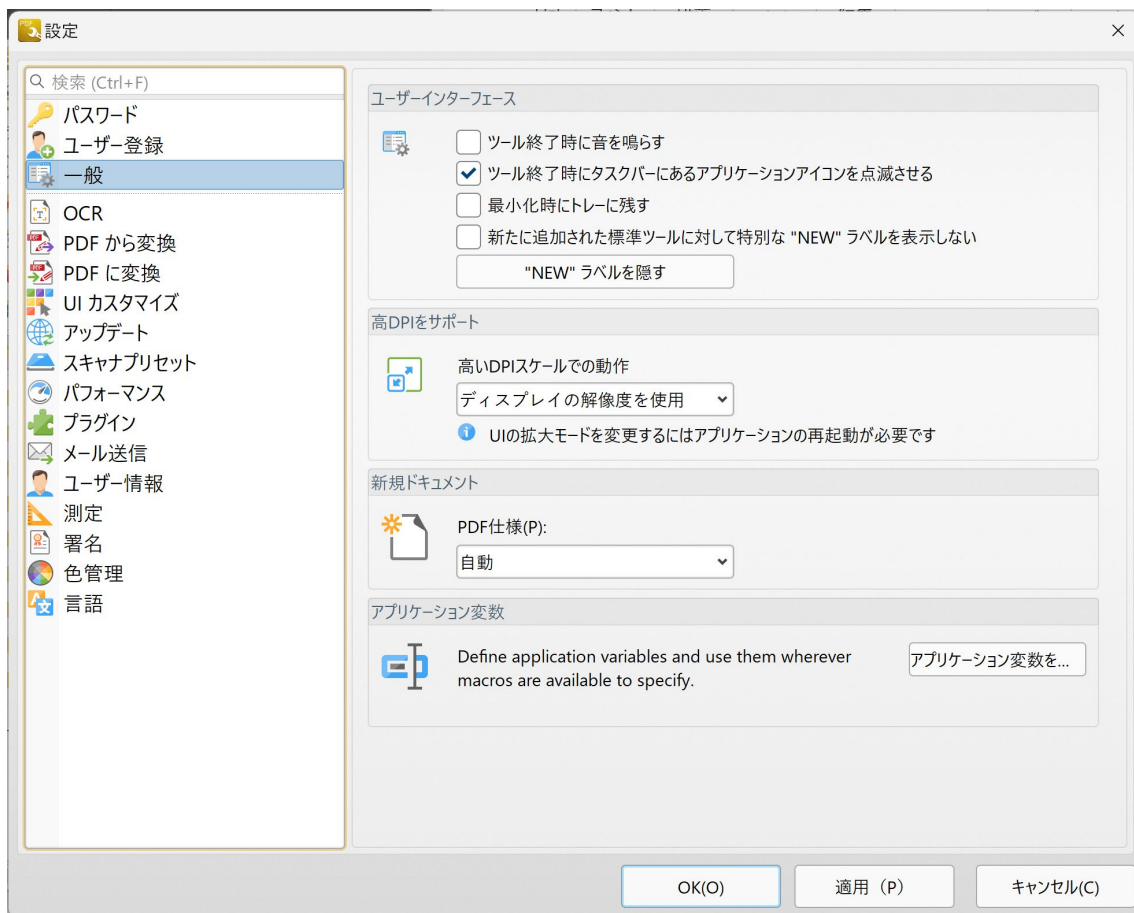 設定
検索 (Ctrl+F)
パスワード
ユーザー登録
一般
OCR
PDF から変換
PDF に変換
UI カスタマイズ
アップデート
スキャナプリセット
パフォーマンス
プラグイン
メール送信
ユーザー情報
測定
署名
色管理
言語
ユーザーインターフェース
ツール終了時に音を鳴らす
ツール終了時にタスクバーにあるアプリケーションアイコンを点滅させる
最小化時にトレーに残す
新たに追加された標準ツールに対して特別な "NEW" ラベルを表示しない
"NEW" ラベルを隠す
高DPIをサポート
高いDPIスケールでの動作
ディスプレイの解像度を使用
UIの拡大モードを変更するにはアプリケーションの再起動が必要です
新規ドキュメント
PDF仕様(P):
自動
アプリケーション変数
Define application variables and use them wherever
macros are available to specify.
アプリケーション変数を...
OK(O)
適用（P）
キャンセル(C)